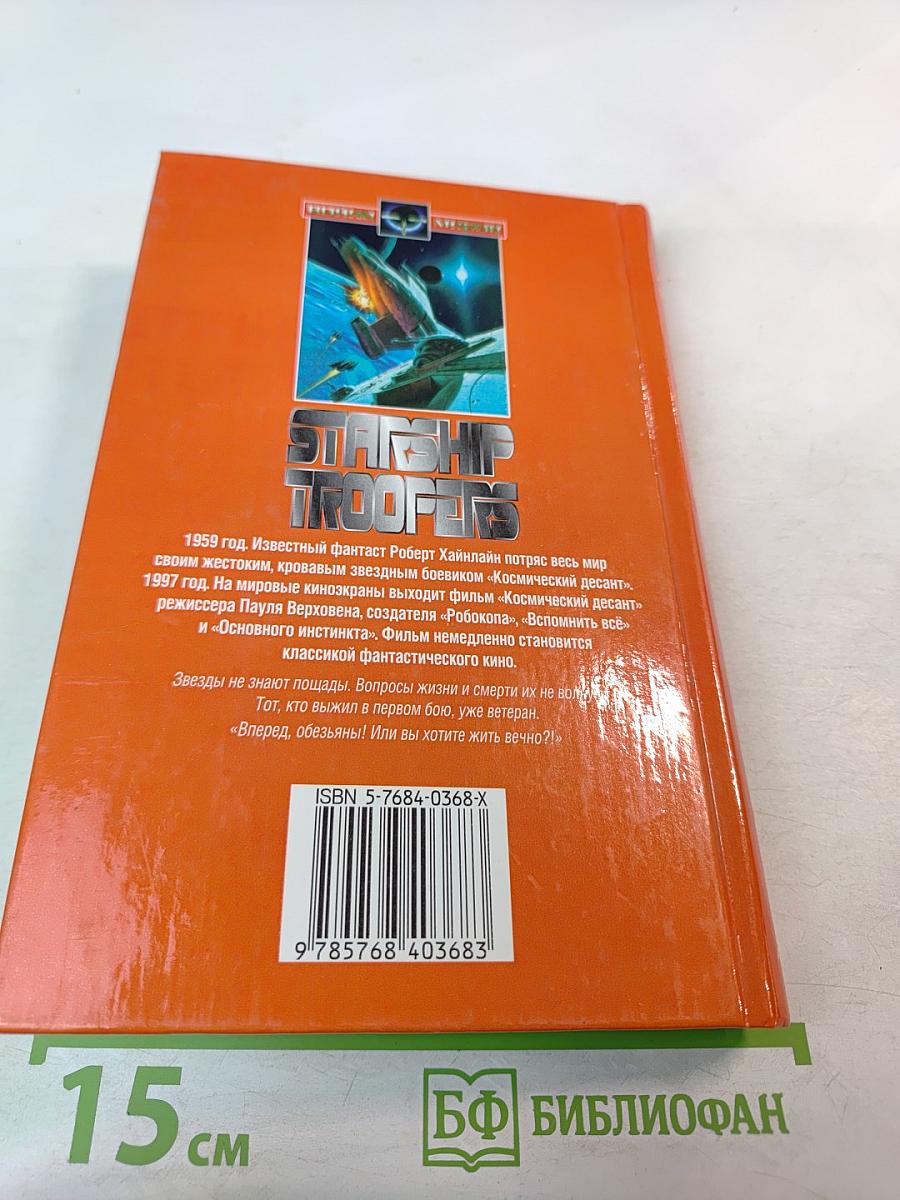 STARSHIP
TROOPERS
1959 год. Известный фантаст Роберт Хайнлайн потряс весь мир
своим жестоким, кровавым звездным боевиком «Космический десант».
1997 год. На мировые киноэкраны выходит фильм «Космический десант»
режиссера Пауля Верховена, создателя «Робокопа», «Вспомнить всё»
и «Основного инстинкта». Фильм немедленно становится
классикой фантастического кино.
Звезды не знают пощады. Вопросы жизни и смерти их не
Тот, кто выжил в первом бою, уже ветеран.
«Вперед, обезьяны! Или вы хотите жить вечно?!»
ISBN 5-7684-0368-X
9 785768 403683
15 см
БФ БИБЛИОФАН